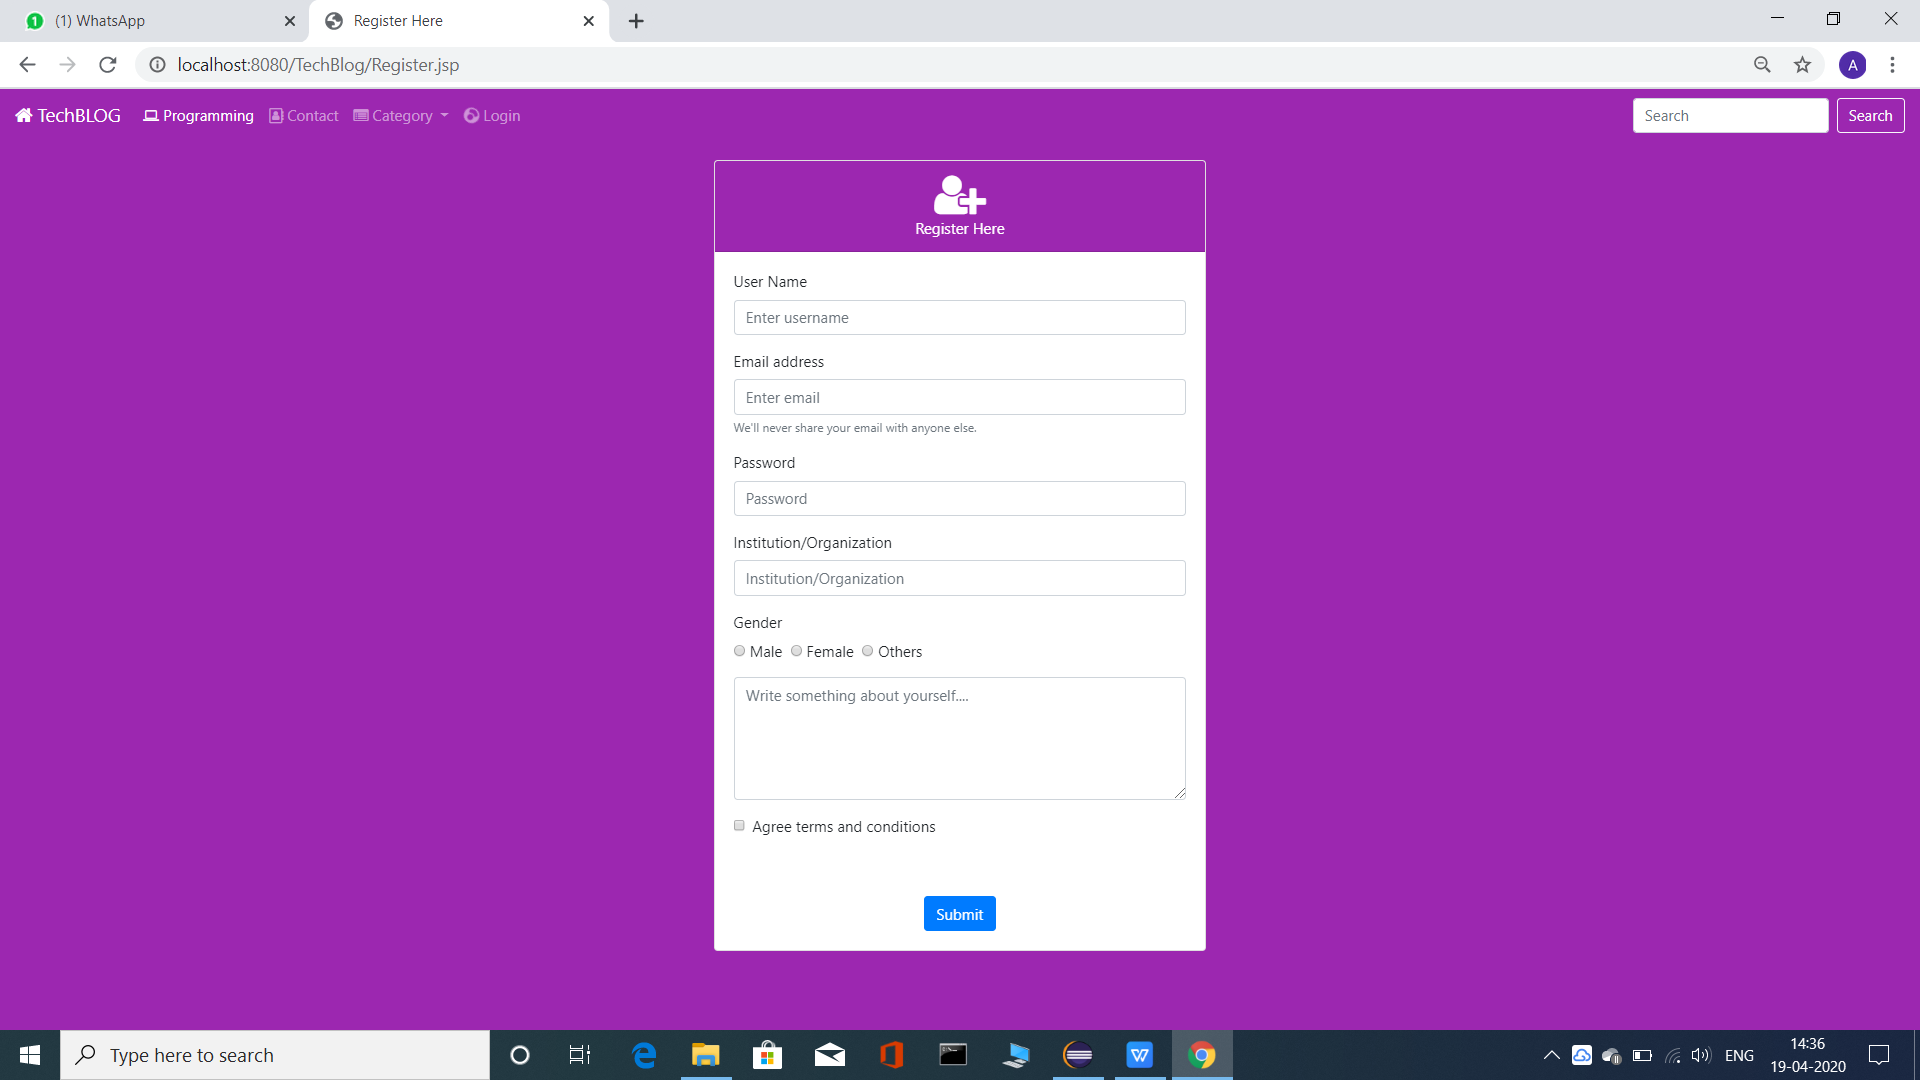 (1) WhatsApp
Register Here
localhost:8080/TechBlog/Register.jsp
A
TechBLOG Programming Contact Category Login
Search Search
Register Here
User Name
Enter username
Email address
Enter email
We'll never share your email with anyone else.
Password
Password
Institution/Organization
Institution/Organization
Gender
Male Female Others
Write something about yourself....
Agree terms and conditions
Submit
Type here to search
ENG
14:36
19-04-2020